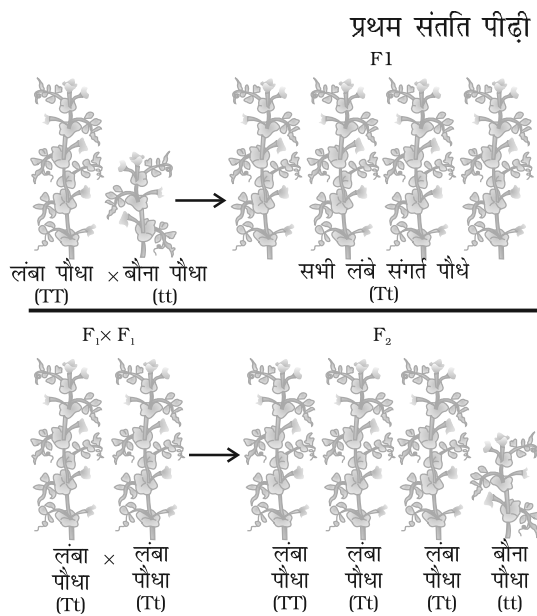 प्रथम संतति पीढ़ी
F1
लंबा पौधा × बौना पौधा
(TT) (tt)
सभी लंबे संगर्त पौधे
(Tt)
F₁× F₁
F₂
लंबा × लंबा
पौधा पौधा
(Tt) (Tt)
लंबा लंबा लंबा बौना
पौधा पौधा पौधा पौधा
(TT) (Tt) (Tt) (tt)